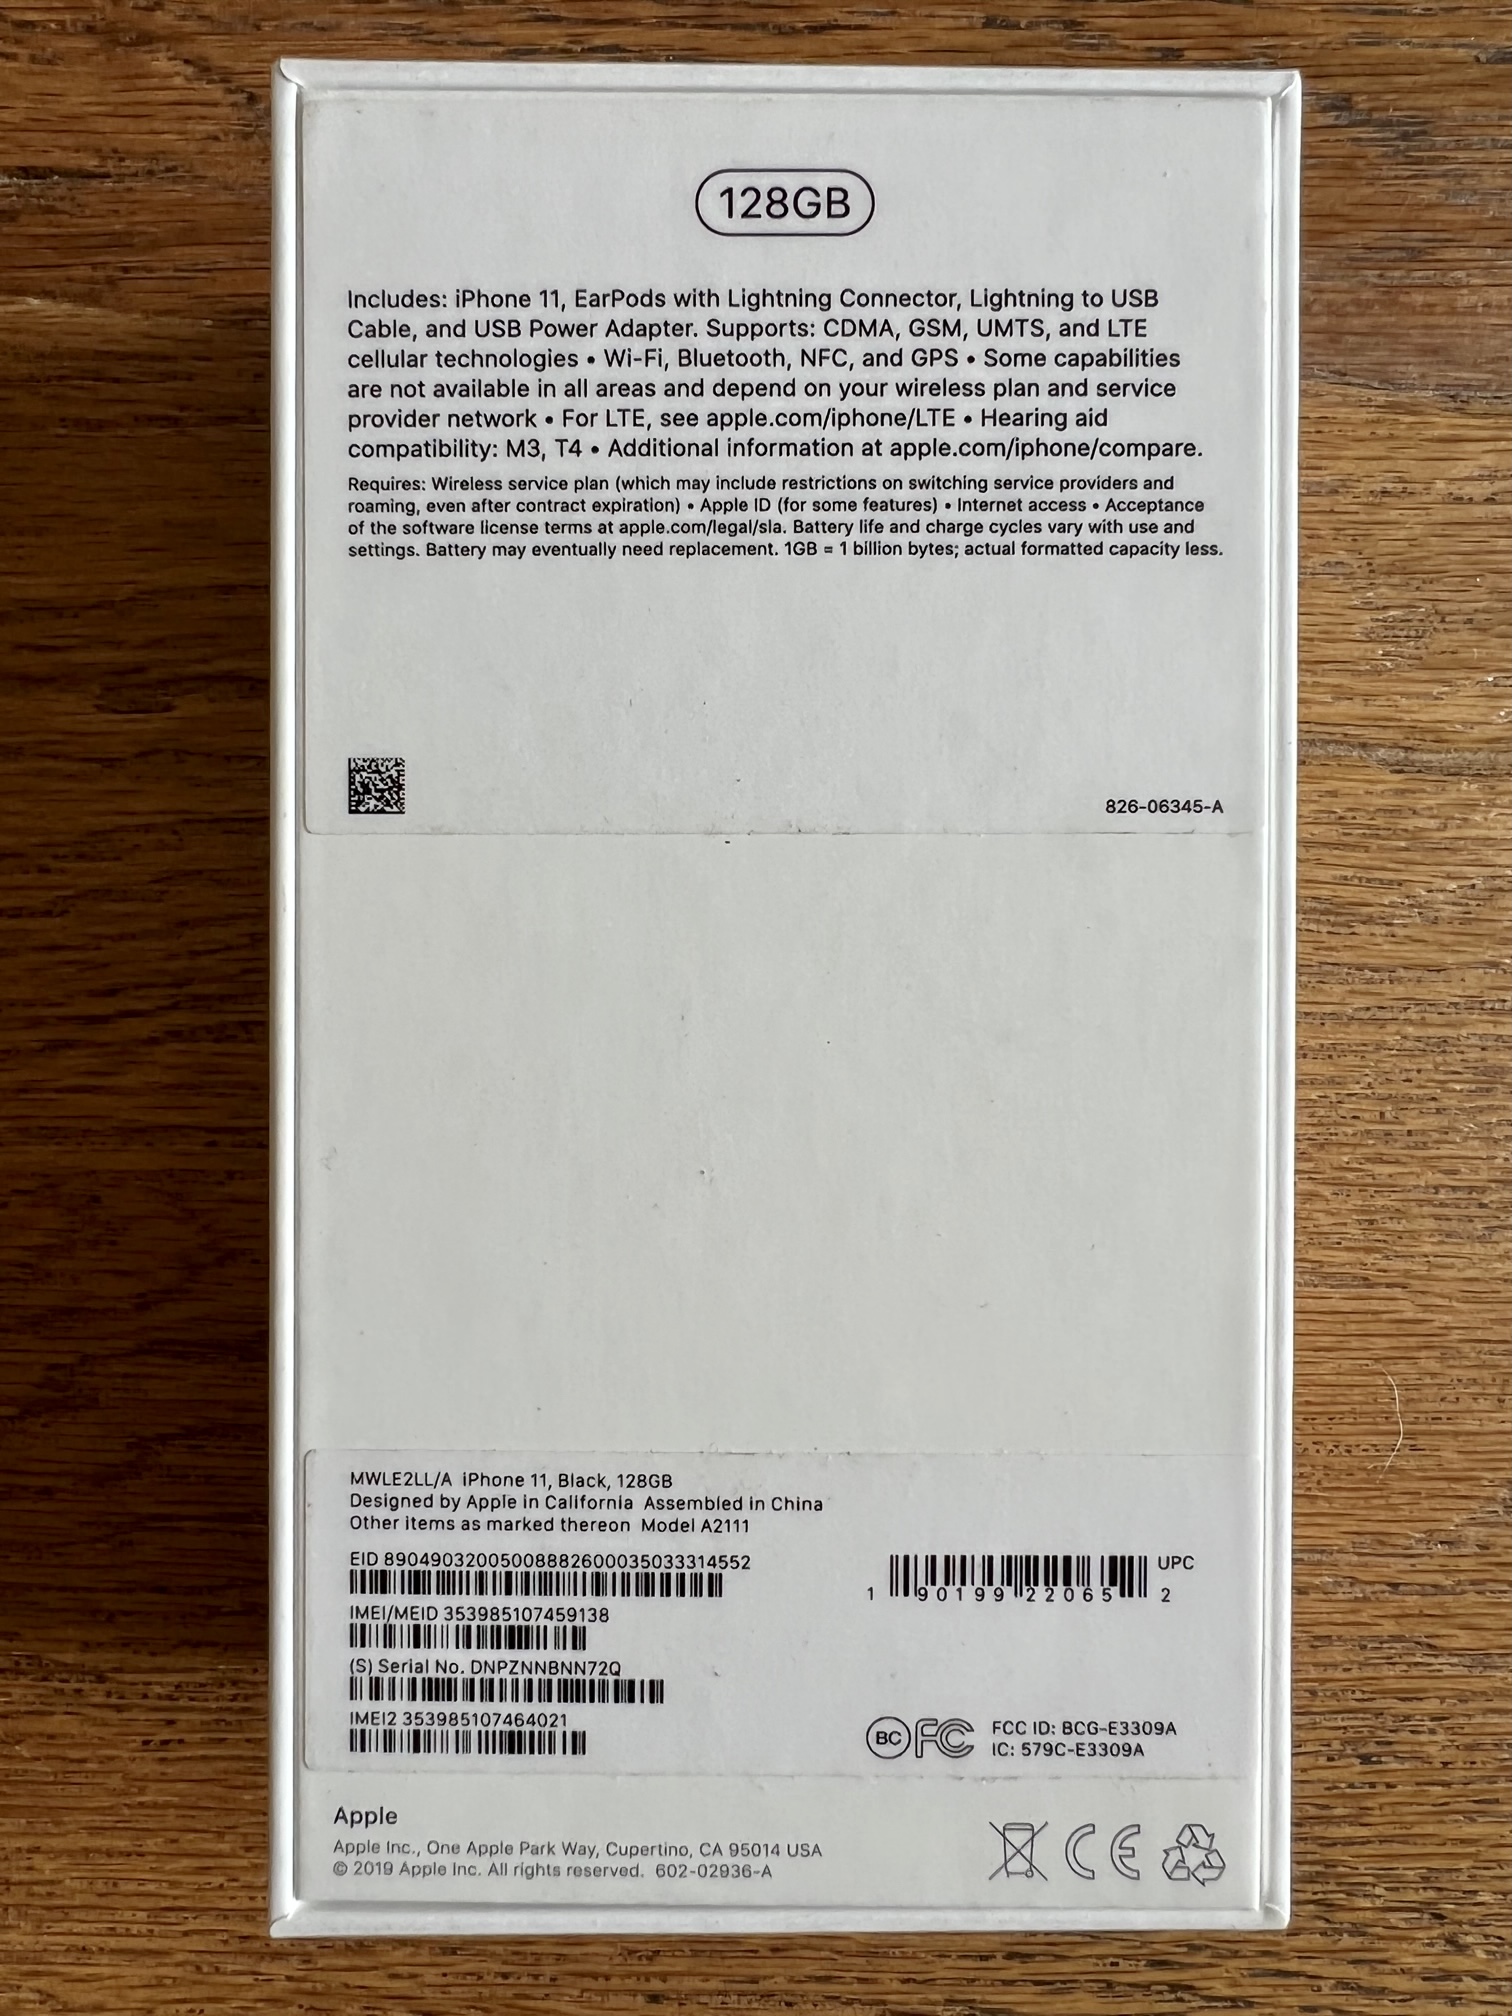 128GB
Includes: iPhone 11, EarPods with Lightning Connector, Lightning to USB
Cable, and USB Power Adapter. Supports: CDMA, GSM, UMTS, and LTE
cellular technologies • Wi-Fi, Bluetooth, NFC, and GPS • Some capabilities
are not available in all areas and depend on your wireless plan and service
provider network • For LTE, see apple.com/iphone/LTE • Hearing aid
compatibility: M3, T4 • Additional information at apple.com/iphone/compare.
Requires: Wireless service plan (which may include restrictions on switching service providers and
roaming, even after contract expiration) • Apple ID (for some features) • Internet access • Acceptance
of the software license terms at apple.com/legal/sla. Battery life and charge cycles vary with use and
settings. Battery may eventually need replacement. 1GB = 1 billion bytes; actual formatted capacity less.
826-06345-A
MWLE2LL/A iPhone 11, Black, 128GB
Designed by Apple in California Assembled in China
Other items as marked thereon Model A2111
EID 89049032005008882600035033314552
IMEI/MEID 353985107459138
(S) Serial No. DNPZNNBNN72Q
IMEI2 353985107464021
UPC
1 90199 22065 2
BC FC FCC ID: BCG-E3309A
IC: 579C-E3309A
Apple
Apple Inc., One Apple Park Way, Cupertino, CA 95014 USA
© 2019 Apple Inc. All rights reserved. 602-02936-A
CE